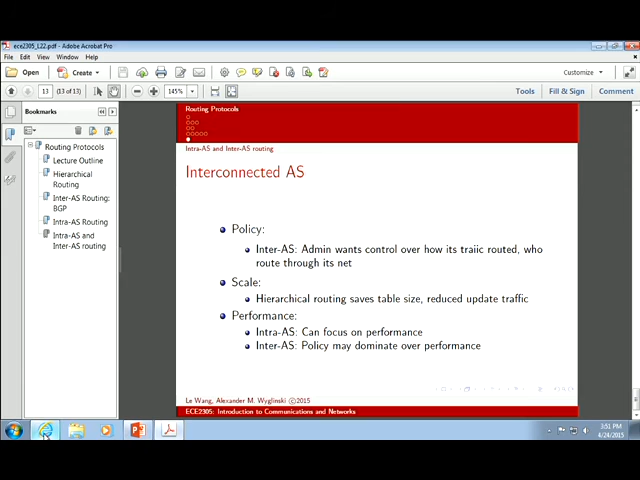 ece2305_L22.pdf - Adobe Acrobat Pro
File Edit View Window Help
Open Create Customize
13 (13 of 13) 145% Tools Fill & Sign Comment
Bookmarks
Routing Protocols
Lecture Outline
Hierarchical
Routing
Inter-AS Routing:
BGP
Intra-AS Routing
Intra-AS and
Inter-AS routing
Routing Protocols
Intra-AS and Inter-AS routing
Interconnected AS
Policy:
Inter-AS: Admin wants control over how its traiic routed, who
route through its net
Scale:
Hierarchical routing saves table size, reduced update traffic
Performance:
Intra-AS: Can focus on performance
Inter-AS: Policy may dominate over performance
Le Wang, Alexander M. Wyglinski ©2015
ECE2305: Introduction to Communications and Networks
3:51 PM
4/24/2015